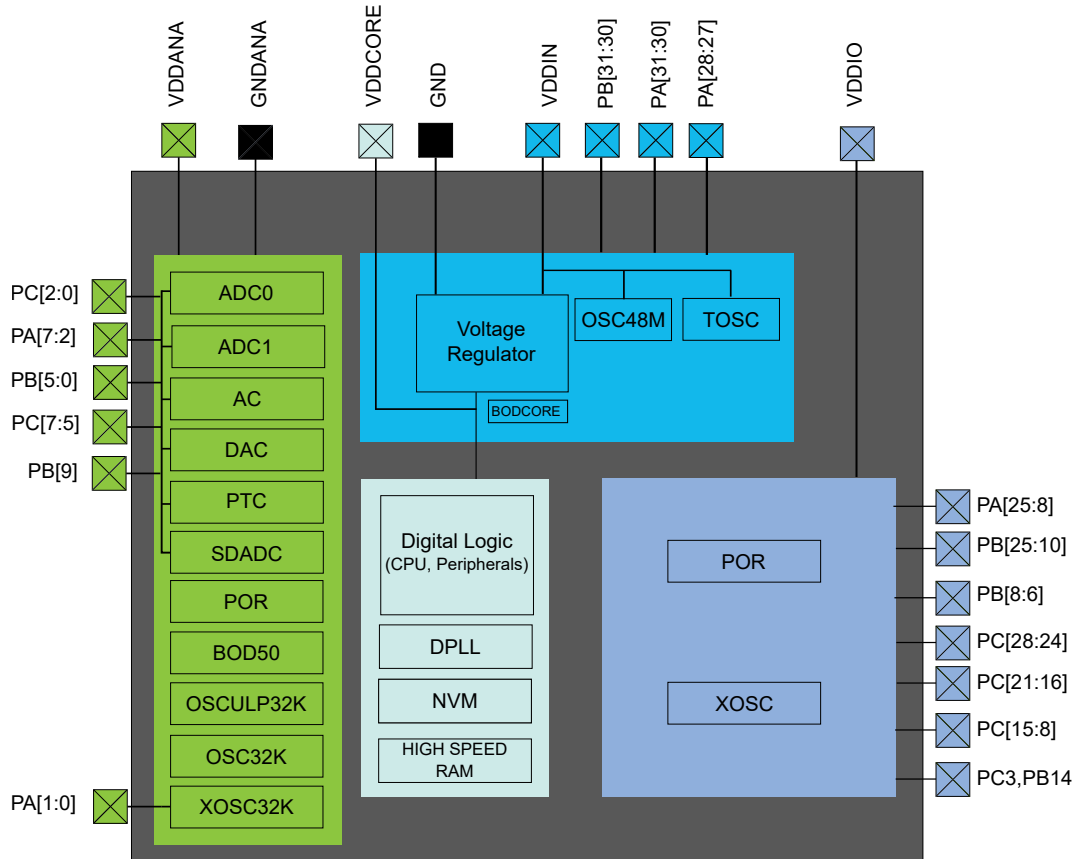 VDDANA
GNDANA
VDDCORE
GND
VDDIN
PB[31:30]
PA[31:30]
PA[28:27]
VDDIO
PC[2:0]
PA[7:2]
PB[5:0]
PC[7:5]
PB[9]
PA[1:0]
ADC0
ADC1
AC
DAC
PTC
SDADC
POR
BOD50
OSCULP32K
OSC32K
XOSC32K
Voltage
Regulator
OSC48M
TOSC
BODCORE
Digital Logic
(CPU, Peripherals)
DPLL
NVM
HIGH SPEED
RAM
POR
XOSC
PA[25:8]
PB[25:10]
PB[8:6]
PC[28:24]
PC[21:16]
PC[15:8]
PC3,PB14